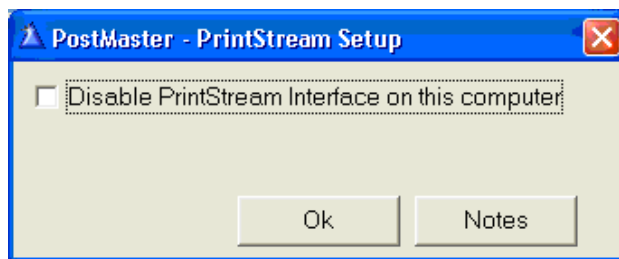 PostMaster - PrintStream Setup
Disable PrintStream Interface on this computer
Ok Notes